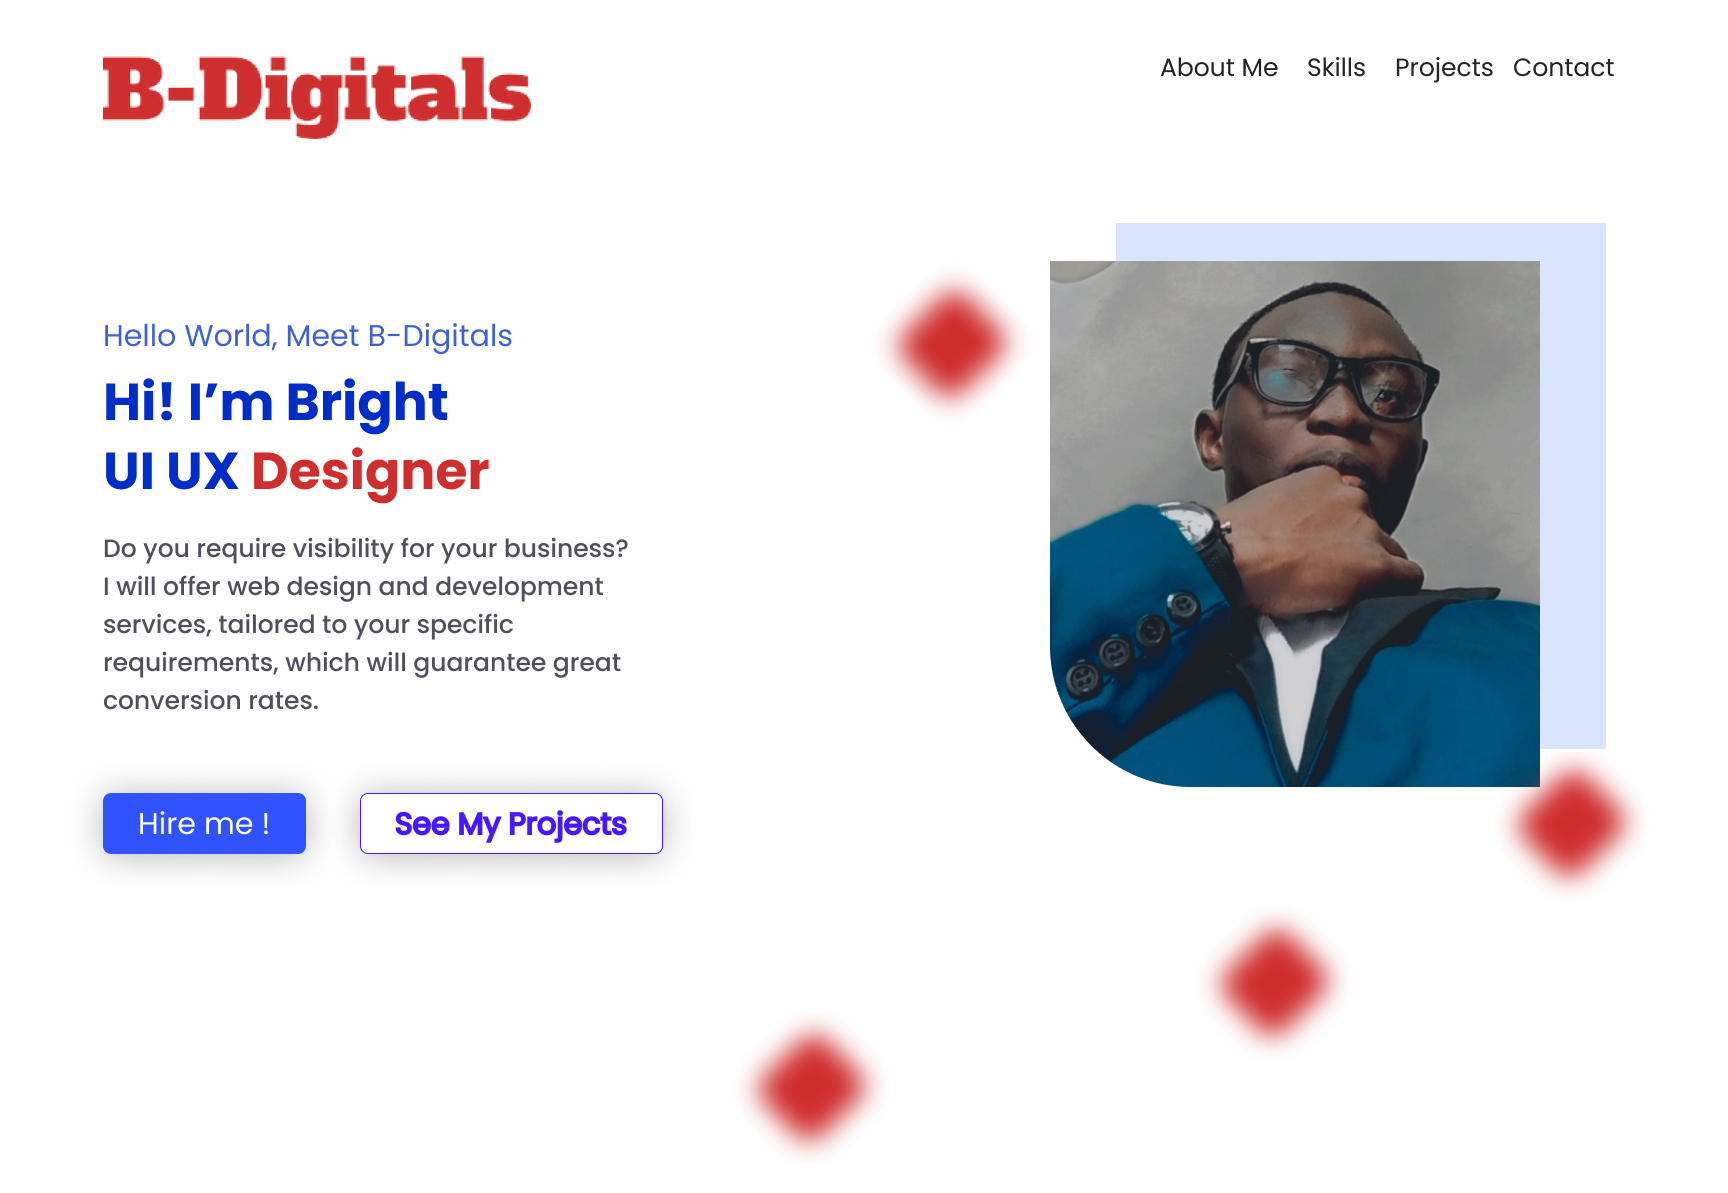 B-Digitals
About Me Skills Projects Contact
Hello World, Meet B-Digitals
Hi! I’m Bright
UI UX Designer
Do you require visibility for your business?
I will offer web design and development
services, tailored to your specific
requirements, which will guarantee great
conversion rates.
Hire me ! See My Projects